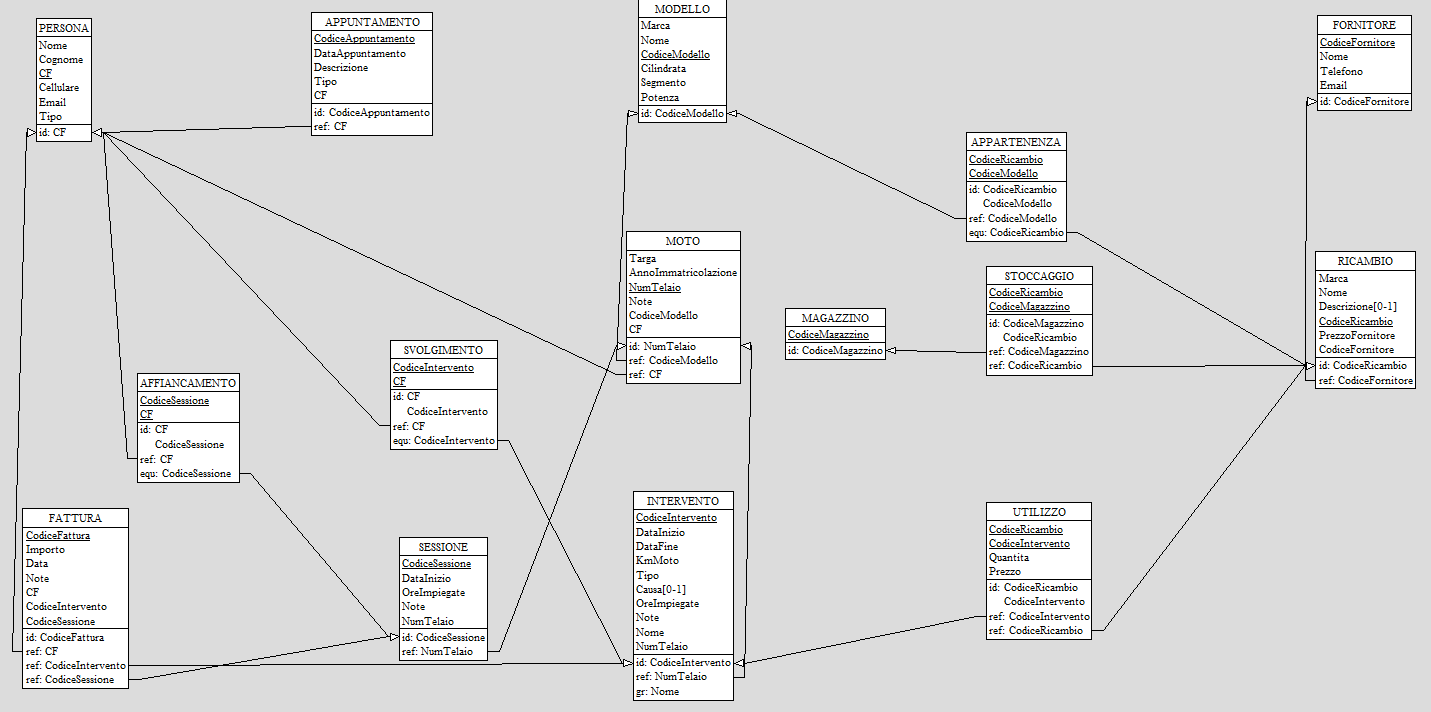 PERSONA
Nome
Cognome
CF
Cellulare
Email
Tipo
id: CF
APPUNTAMENTO
CodiceAppuntamento
DataAppuntamento
Descrizione
Tipo
CF
id: CodiceAppuntamento
ref: CF
MODELLO
Marca
Nome
CodiceModello
Cilindrata
Segmento
Potenza
id: CodiceModello
FORNITORE
CodiceFornitore
Nome
Telefono
Email
id: CodiceFornitore
APPARTENENZA
CodiceRicambio
CodiceModello
id: CodiceRicambio
CodiceModello
ref: CodiceModello
equ: CodiceRicambio
MOTO
Targa
AnnoImmatricolazione
NumTelaio
Note
CodiceModello
CF
id: NumTelaio
ref: CodiceModello
ref: CF
STOCCAGGIO
CodiceRicambio
CodiceMagazzino
id: CodiceMagazzino
CodiceRicambio
ref: CodiceMagazzino
ref: CodiceRicambio
RICAMBIO
Marca
Nome
Descrizione[0-1]
CodiceRicambio
PrezzoFornitore
CodiceFornitore
id: CodiceRicambio
ref: CodiceFornitore
MAGAZZINO
CodiceMagazzino
id: CodiceMagazzino
SVOLGIMENTO
CodiceIntervento
CF
id: CF
CodiceIntervento
ref: CF
equ: CodiceIntervento
AFFIANCAMENTO
CodiceSessione
CF
id: CF
CodiceSessione
ref: CF
equ: CodiceSessione
FATTURA
CodiceFattura
Importo
Data
Note
CF
CodiceIntervento
CodiceSessione
id: CodiceFattura
ref: CF
ref: CodiceIntervento
ref: CodiceSessione
SESSIONE
CodiceSessione
DataInizio
OreImpiegate
Note
NumTelaio
id: CodiceSessione
ref: NumTelaio
INTERVENTO
CodiceIntervento
DataInizio
DataFine
KmMoto
Tipo
Causa[0-1]
OreImpiegate
Note
Nome
NumTelaio
id: CodiceIntervento
ref: NumTelaio
gr: Nome
UTILIZZO
CodiceRicambio
CodiceIntervento
Quantita
Prezzo
id: CodiceRicambio
CodiceIntervento
ref: CodiceIntervento
ref: CodiceRicambio